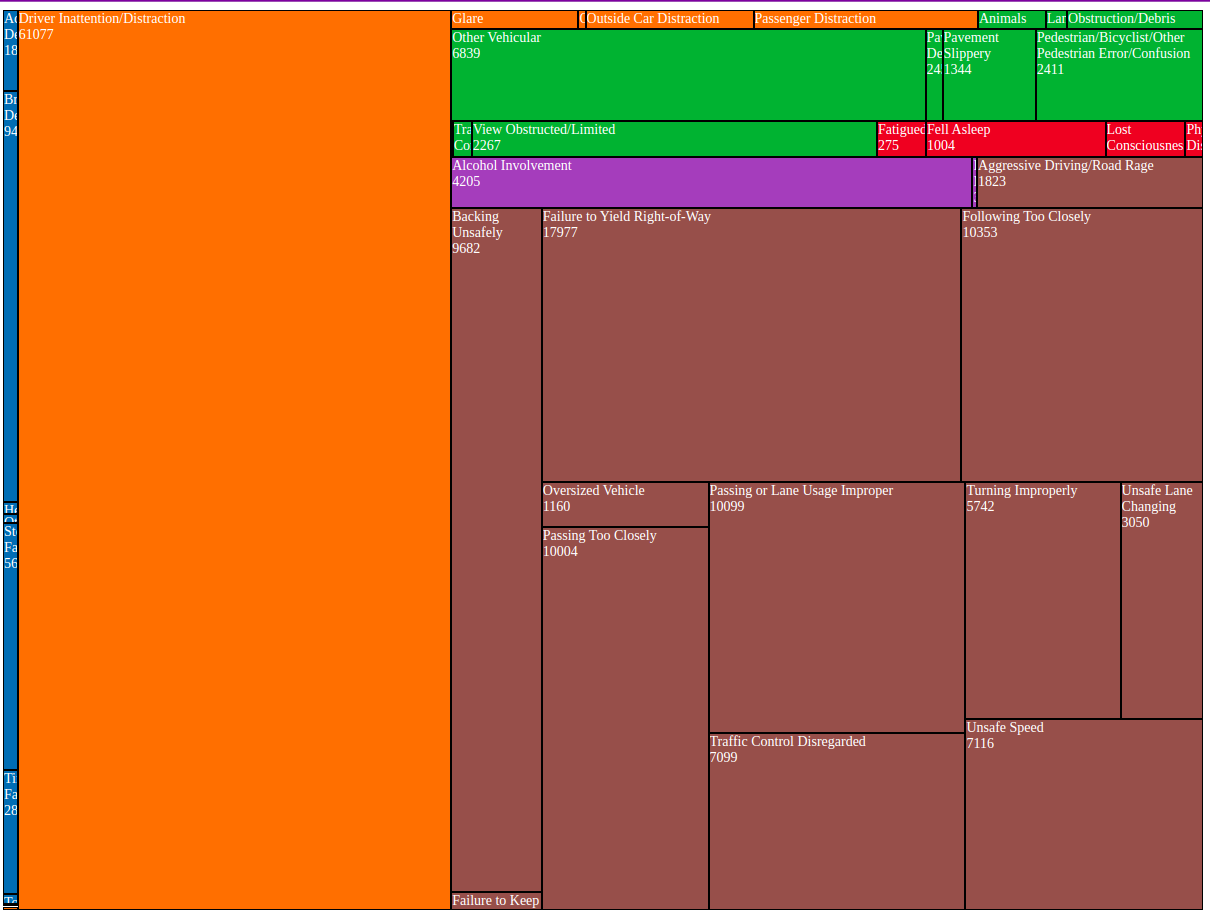 Driver Inattention/Distraction
61077
Glare
Outside Car Distraction
Passenger Distraction
Animals
Lar
Obstruction/Debris
Other Vehicular
6839
Pa
De
24
Pavement
Slippery
1344
Pedestrian/Bicyclist/Other
Pedestrian Error/Confusion
2411
Tra
Co
View Obstructed/Limited
2267
Fatigued
275
Fell Asleep
1004
Lost
Consciousnes
Ph
Dis
Alcohol Involvement
4205
Aggressive Driving/Road Rage
1823
Backing
Unsafely
9682
Failure to Yield Right-of-Way
17977
Following Too Closely
10353
Oversized Vehicle
1160
Passing Too Closely
10004
Passing or Lane Usage Improper
10099
Turning Improperly
5742
Unsafe Lane
Changing
3050
Traffic Control Disregarded
7099
Unsafe Speed
7116
Failure to Keep
Ac
De
18
Br
De
94
St
Fa
56
Ti
Fa
28